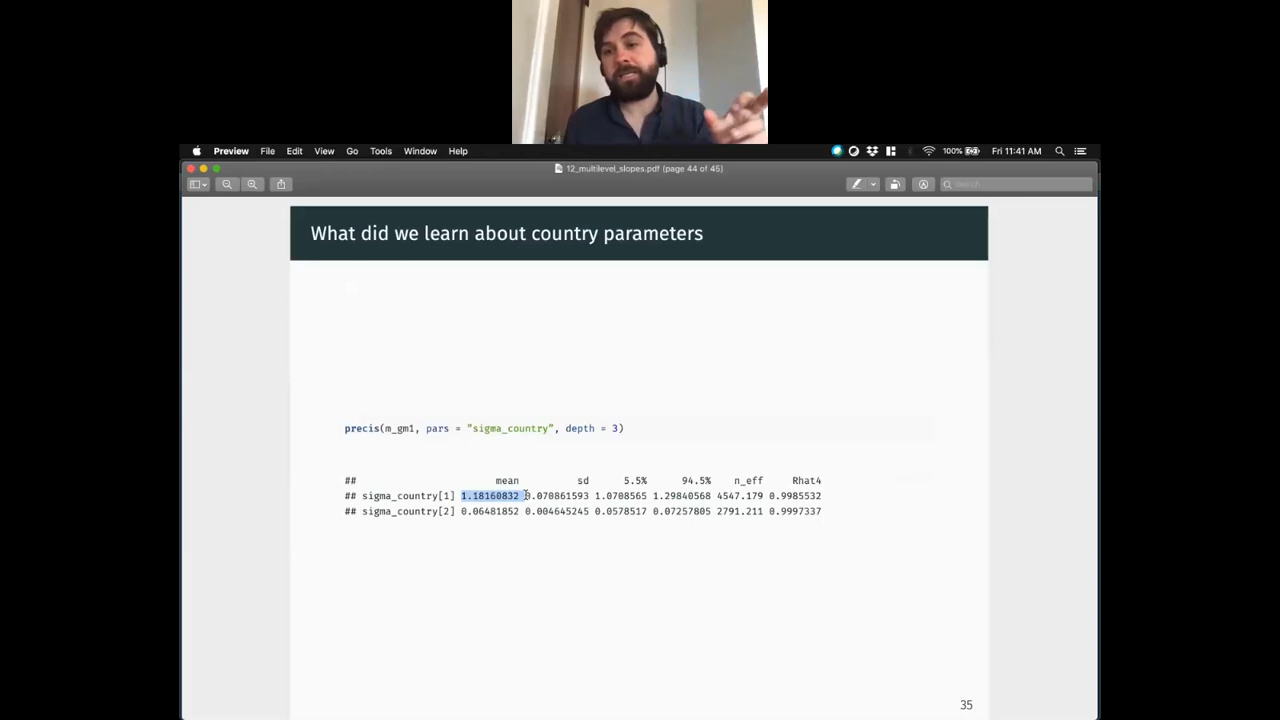 Preview File Edit View Go Tools Window Help 100% Fri 11:41 AM
12_multilevel_slopes.pdf (page 44 of 45)
Search
What did we learn about country parameters
precis(m_gm1, pars = "sigma_country", depth = 3)
## mean sd 5.5% 94.5% n_eff Rhat4
## sigma_country[1] 1.18160832 0.070861593 1.0708565 1.29840568 4547.179 0.9985532
## sigma_country[2] 0.06481852 0.004645245 0.0578517 0.07257805 2791.211 0.9997337
35